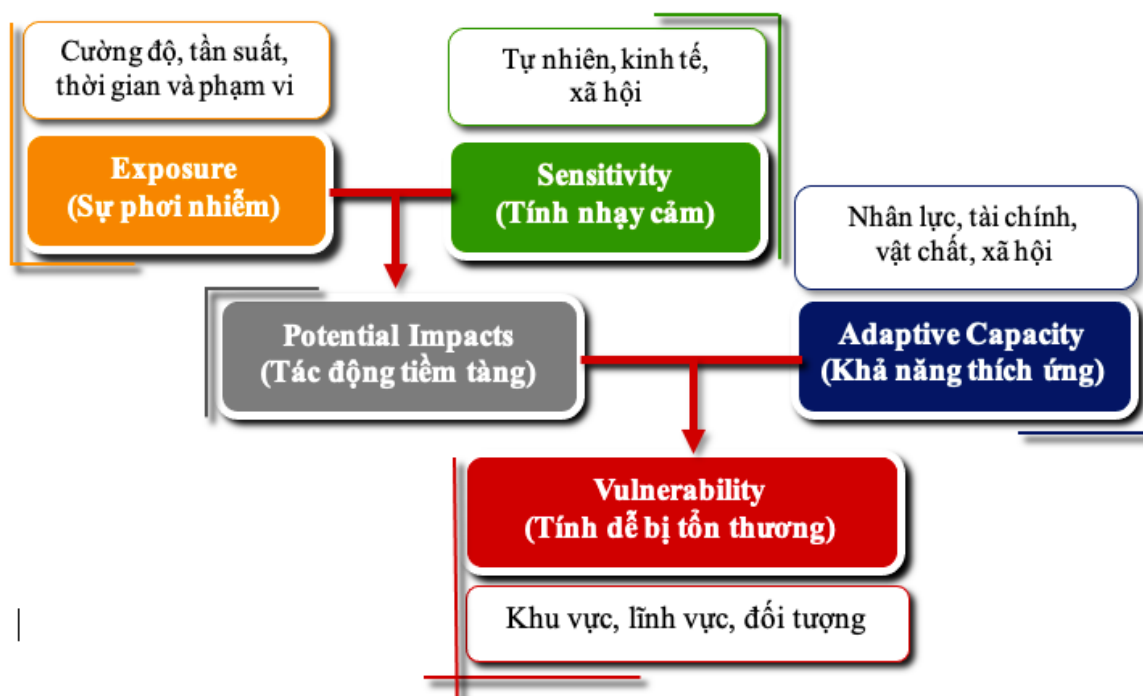 Cường độ, tần suất,
thời gian và phạm vi
Exposure
(Sự phơi nhiễm)
Tự nhiên, kinh tế,
xã hội
Sensitivity
(Tính nhạy cảm)
Nhân lực, tài chính,
vật chất, xã hội
Adaptive Capacity
(Khả năng thích ứng)
Potential Impacts
(Tác động tiềm tàng)
Vulnerability
(Tính dễ bị tổn thương)
Khu vực, lĩnh vực, đối tượng